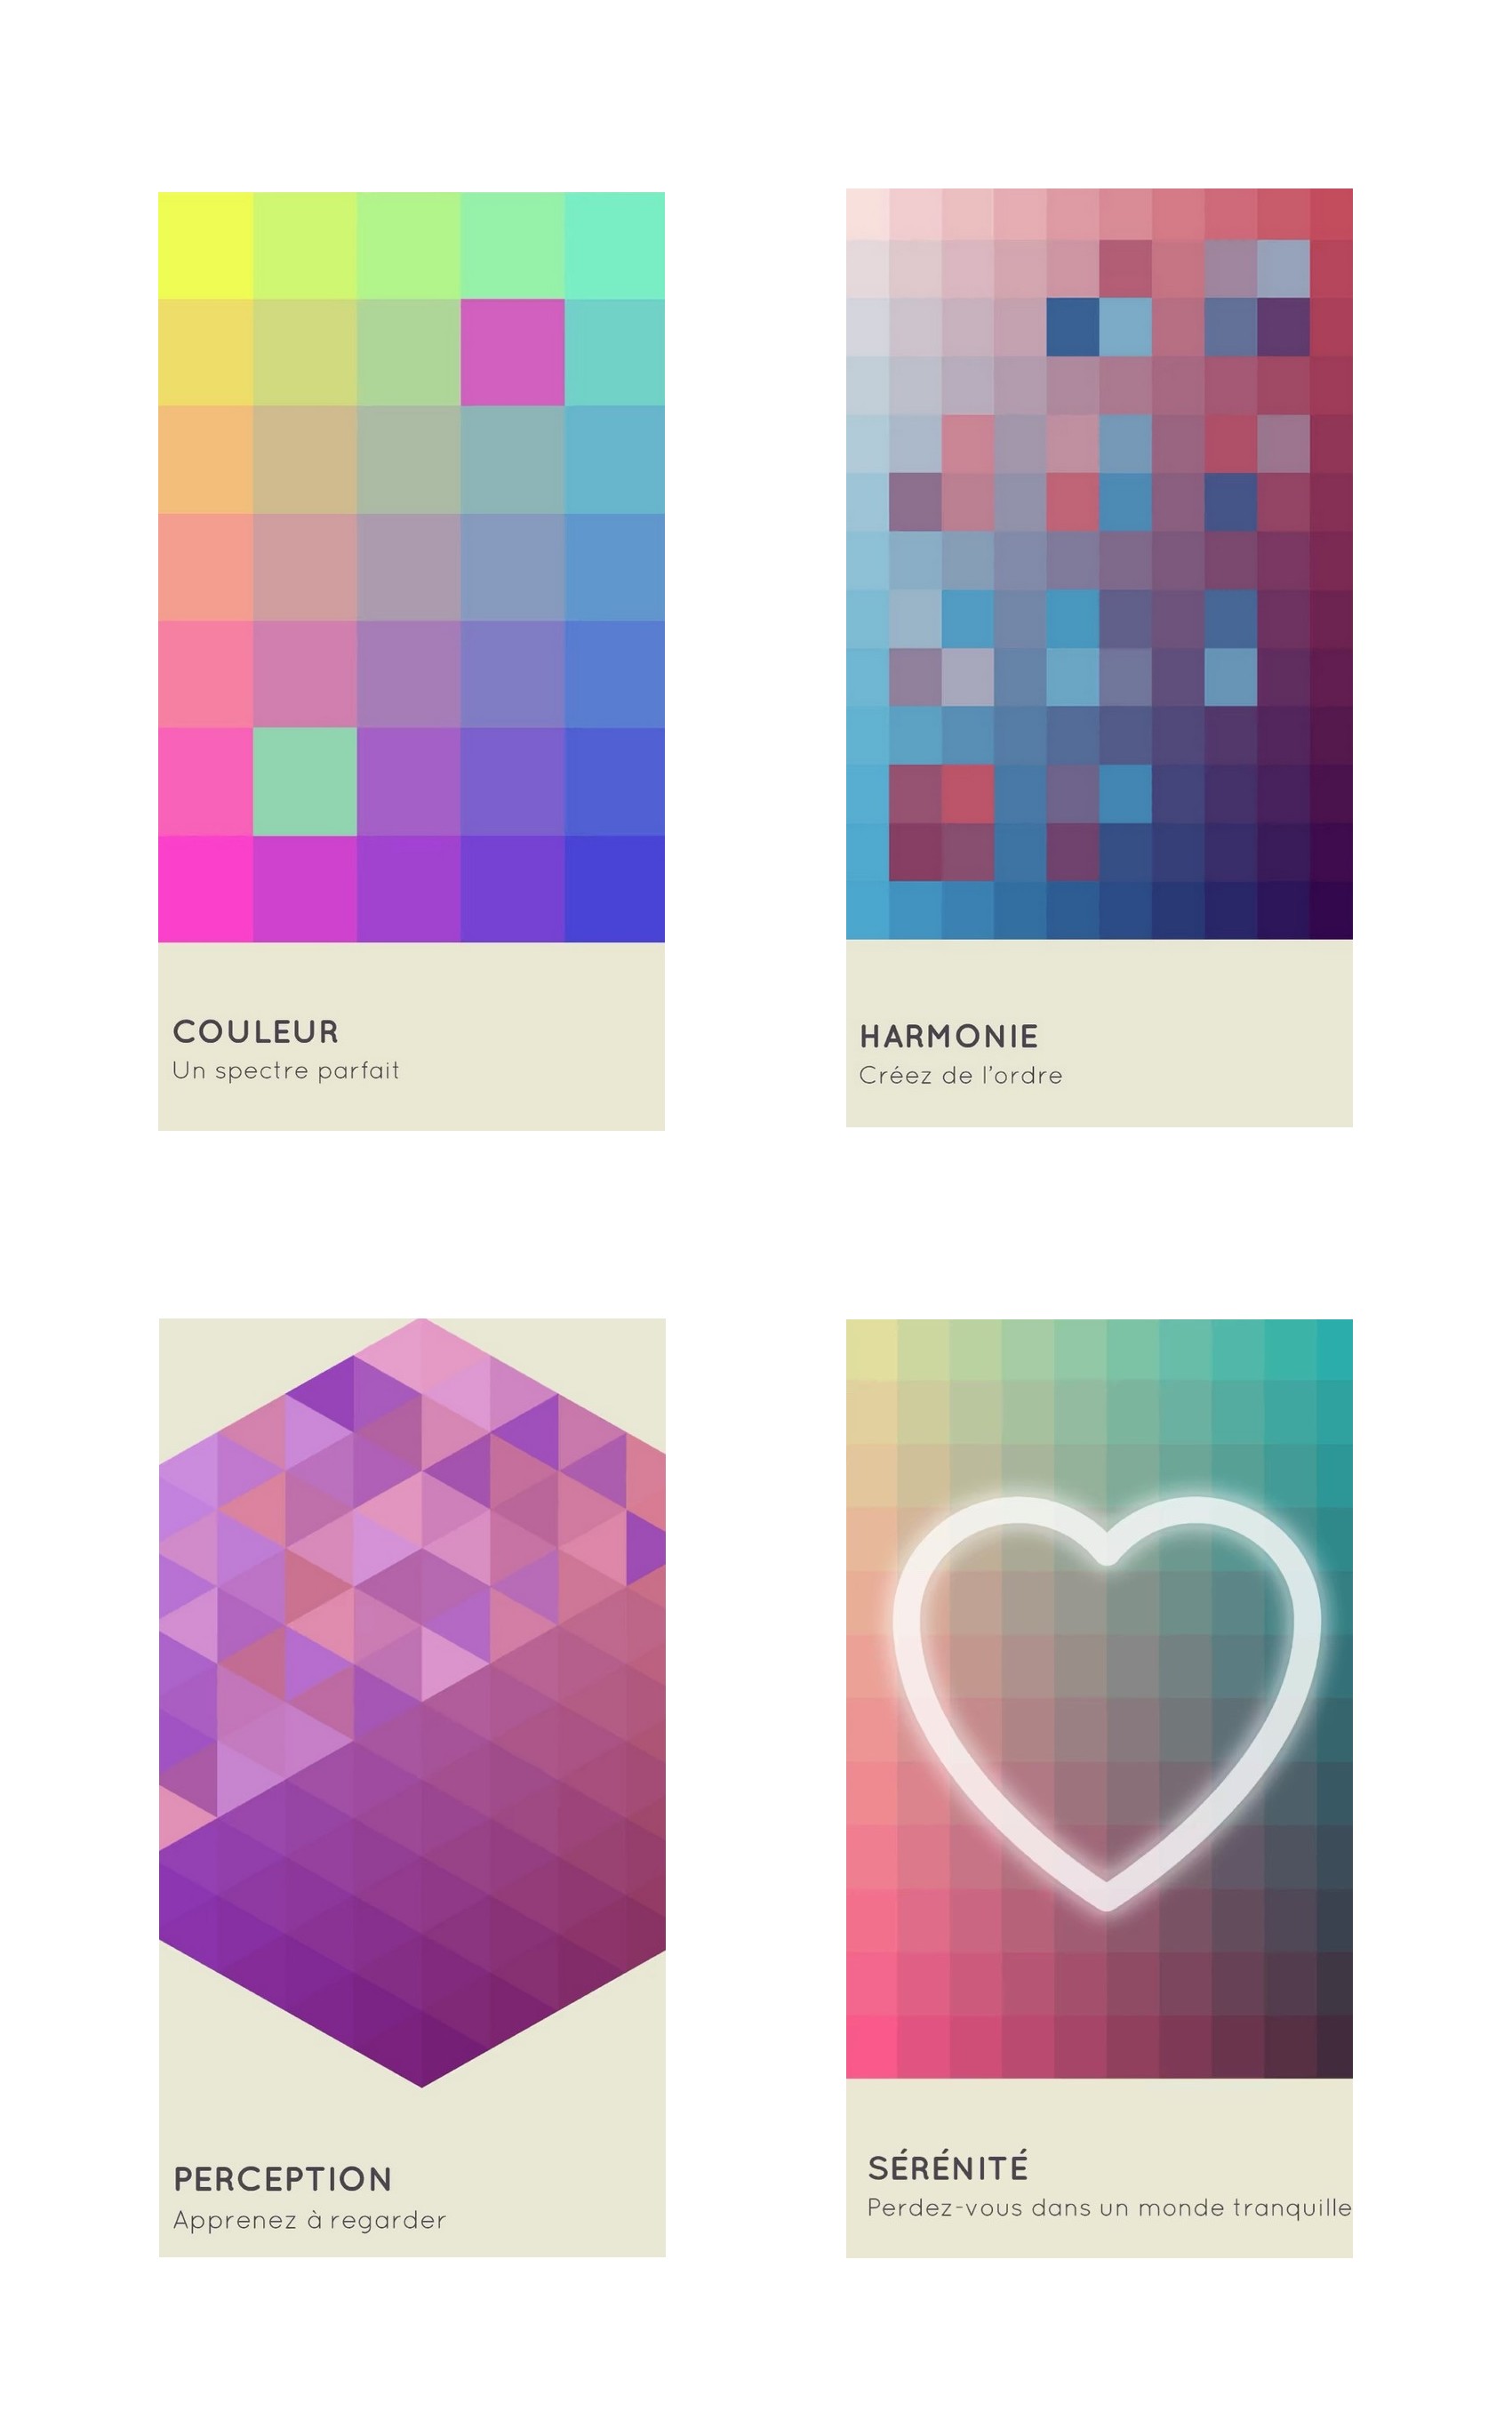 COULEUR
Un spectre parfait
HARMONIE
Créez de l'ordre
PERCEPTION
Apprenez à regarder
SÉRÉNITÉ
Perdez-vous dans un monde tranquille